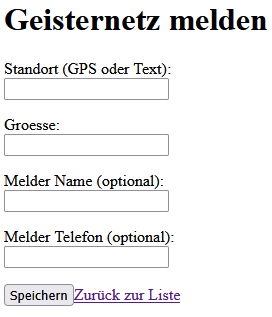 Geisternetz melden
Standort (GPS oder Text):
Groesse:
Melder Name (optional):
Melder Telefon (optional):
Speichern Zurück zur Liste